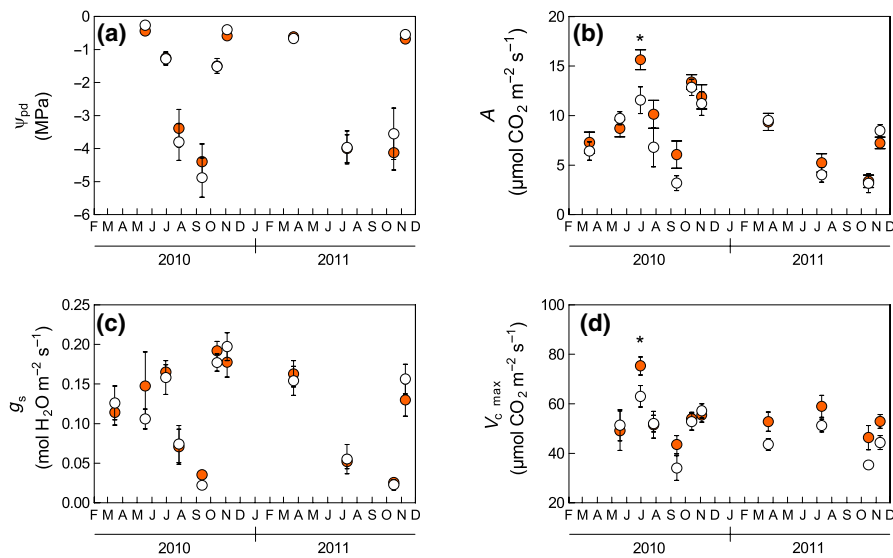 (a)
0
−1
−2
−3
−4
−5
−6
Ψpd
(MPa)
F M A M J J A S O N D J F M A M J J A S O N D
2010 2011
(b)
*
25
20
15
10
5
0
A
(µmol CO₂ m⁻² s⁻¹)
F M A M J J A S O N D J F M A M J J A S O N D
2010 2011
(c)
0.25
0.20
0.15
0.10
0.05
0.00
gs
(mol H₂O m⁻² s⁻¹)
F M A M J J A S O N D J F M A M J J A S O N D
2010 2011
(d)
*
100
80
60
40
20
Vc max
(µmol CO₂ m⁻² s⁻¹)
F M A M J J A S O N D J F M A M J J A S O N D
2010 2011